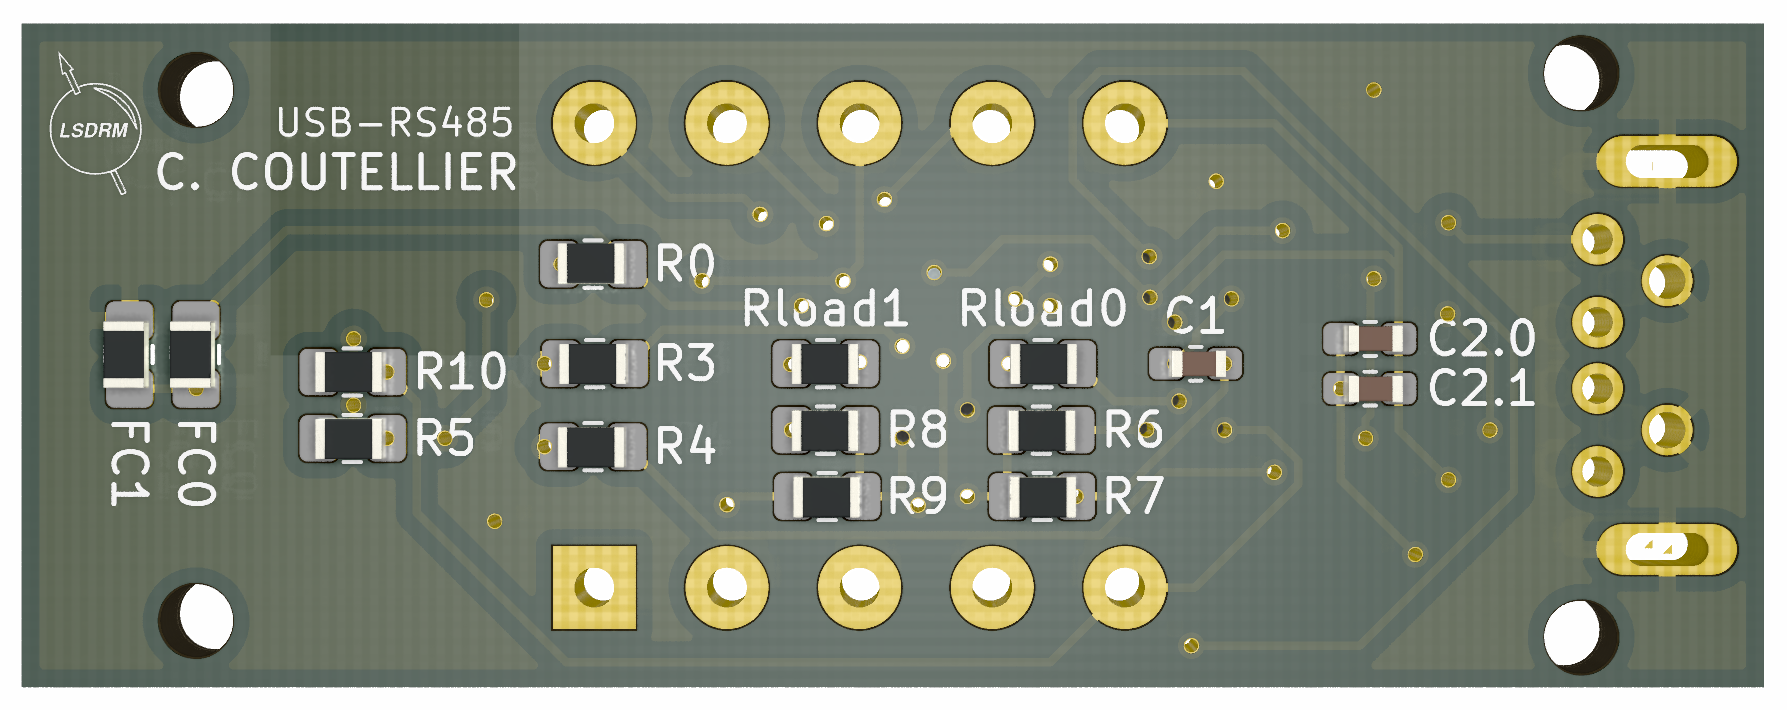 LSDRM
USB-RS485
C. COUTELLIER
R0
Rload1
Rload0
C1
C2.0
R10
R3
C2.1
R5
R4
R8
R6
R9
R7
FC1
FC0